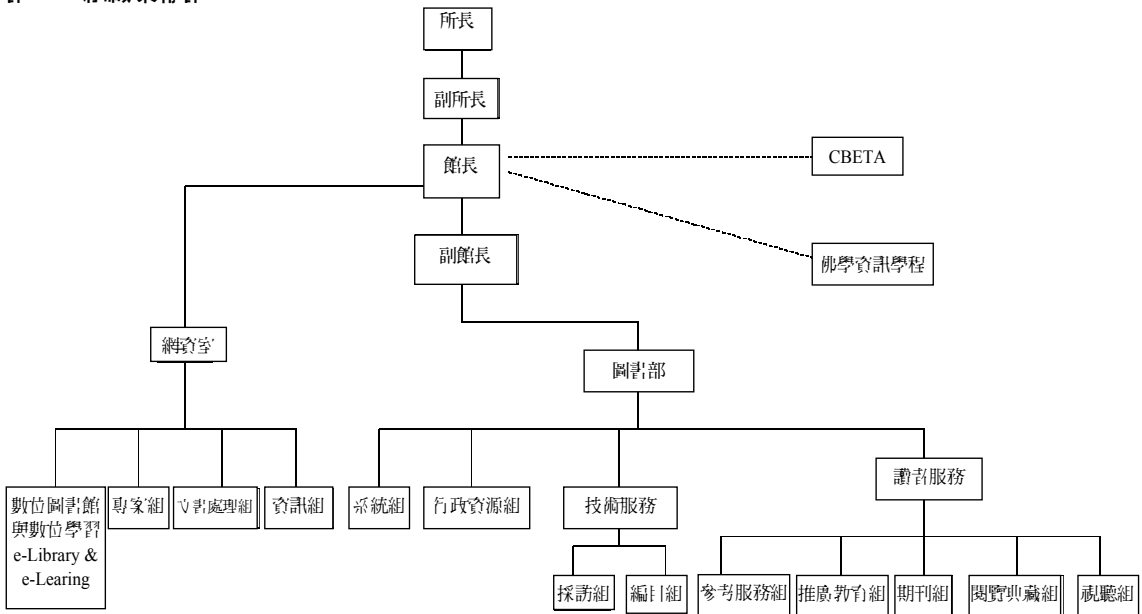 所長
副所長
館長
CBETA
副館長
佛學資訊學程
網資室
圖書部
讀者服務
數位圖書館
與數位學習
e-Library &
e-Learing
專案組
文書處理組
資訊組
系統組
行政資源組
技術服務
採訪組
編目組
參考服務組
推廣教育組
期刊組
閱覽典藏組
視聽組